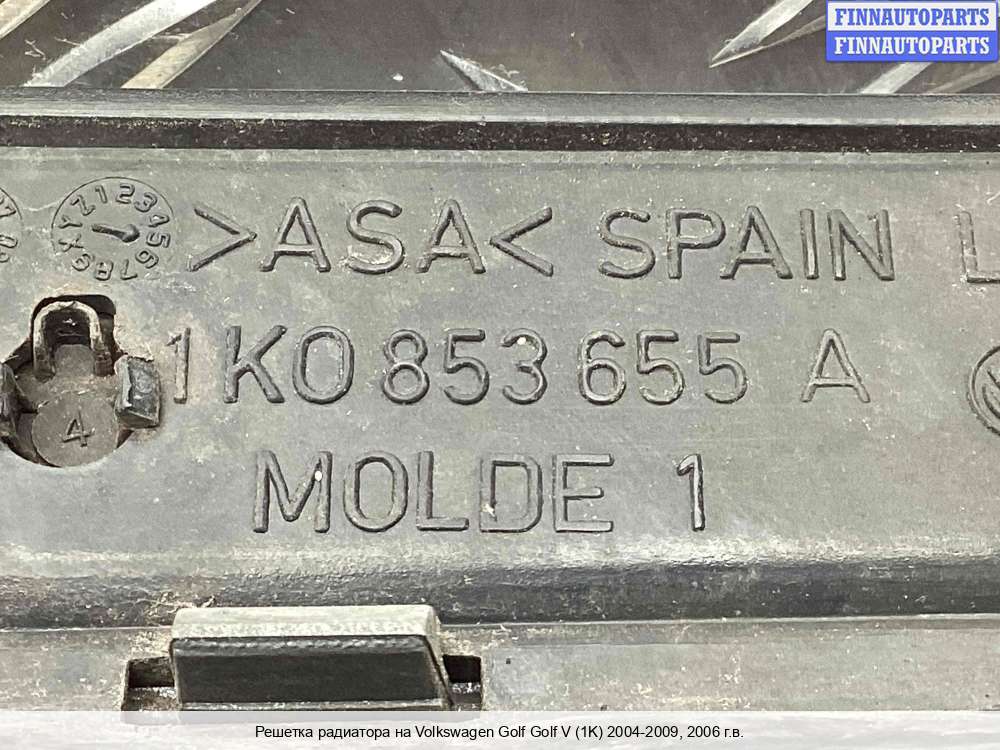 FINNAUTOPARTS
FINNAUTOPARTS
>ASA< SPAIN L
1K0 853 655 A
4
MOLDE 1
Решетка радиатора на Volkswagen Golf Golf V (1K) 2004-2009, 2006 г.в.